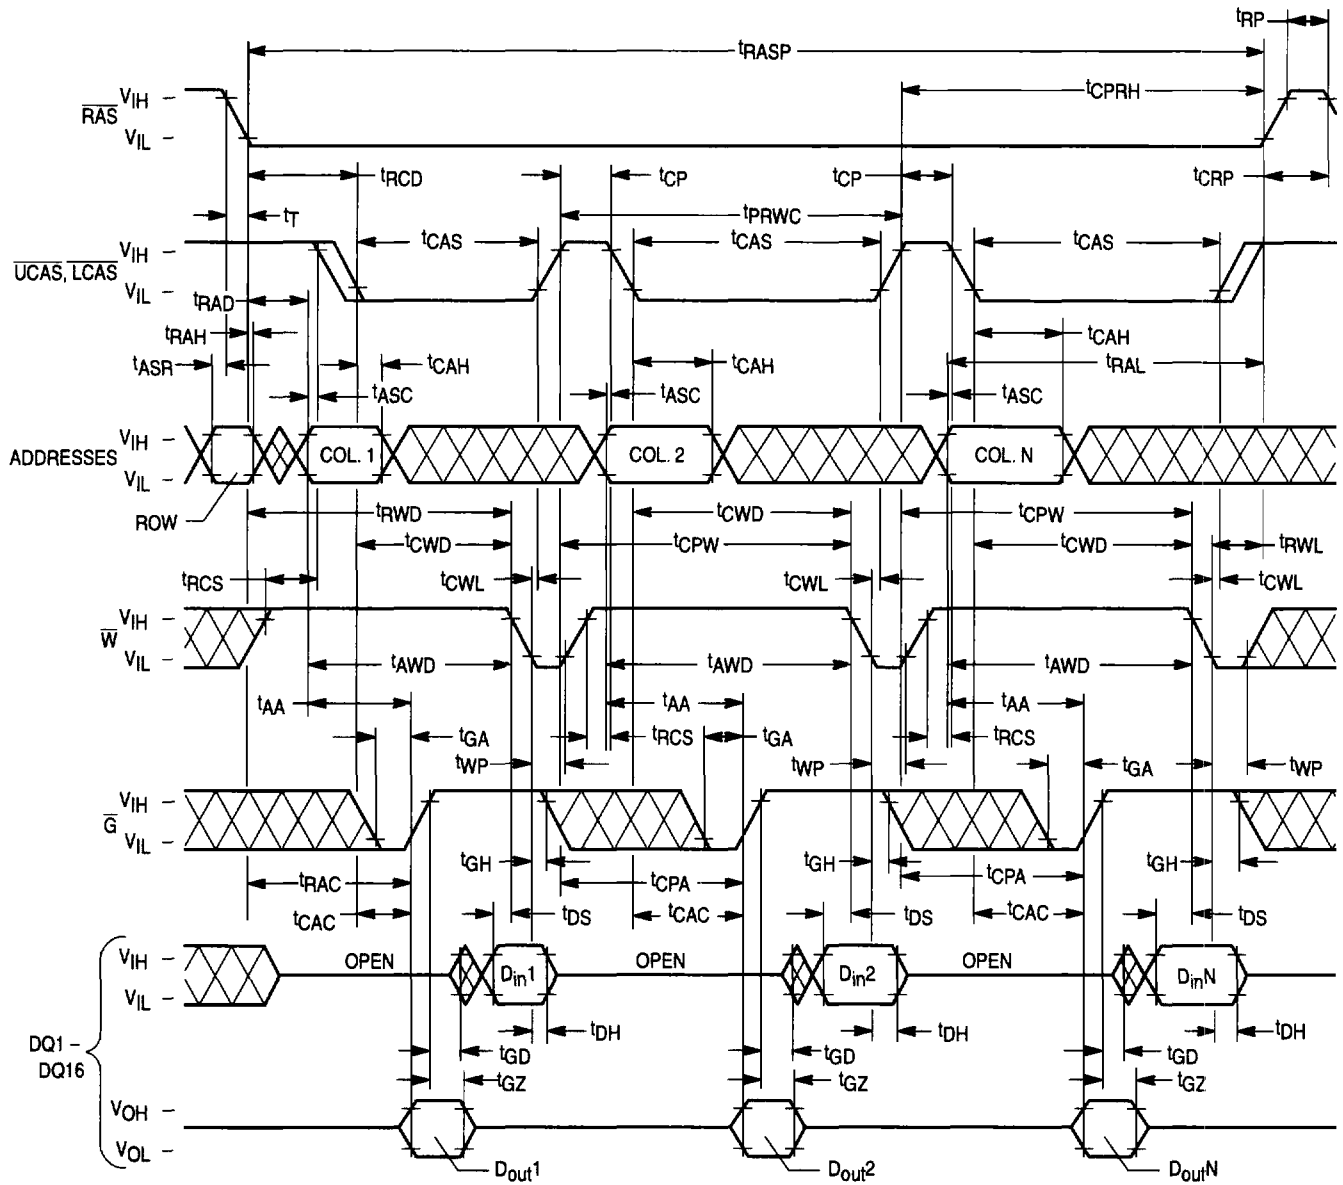 tRP
tRASP
tCPRH
RAS VIH
VIL
tRCD tCP tCP tCRP
tT tPRWC
UCAS, LCAS VIH
VIL
tCAS tCAS tCAS
tRAD
tRAH tCAH
tASR tCAH tCAH tRAL
tASC tASC tASC
ADDRESSES VIH
VIL
COL. 1 COL. 2 COL. N
ROW
tRWD tCWD tCPW
tCWD tCPW tCWD tRWL
tRCS tCWL tCWL tCWL
W VIH
VIL
tAWD tAWD tAWD
tAA tAA tAA
tGA tRCS tGA tRCS tGA
tWP tWP tWP
G VIH
VIL
tGH tGH tGH
tRAC tCPA tCPA
tCAC tDS tCAC tDS tCAC tDS
DQ1 –
DQ16
VIH
VIL
OPEN Din1 OPEN Din2 OPEN DinN
tDH tDH tDH
tGD tGD tGD
tGZ tGZ tGZ
VOH
VOL
Dout1 Dout2 DoutN